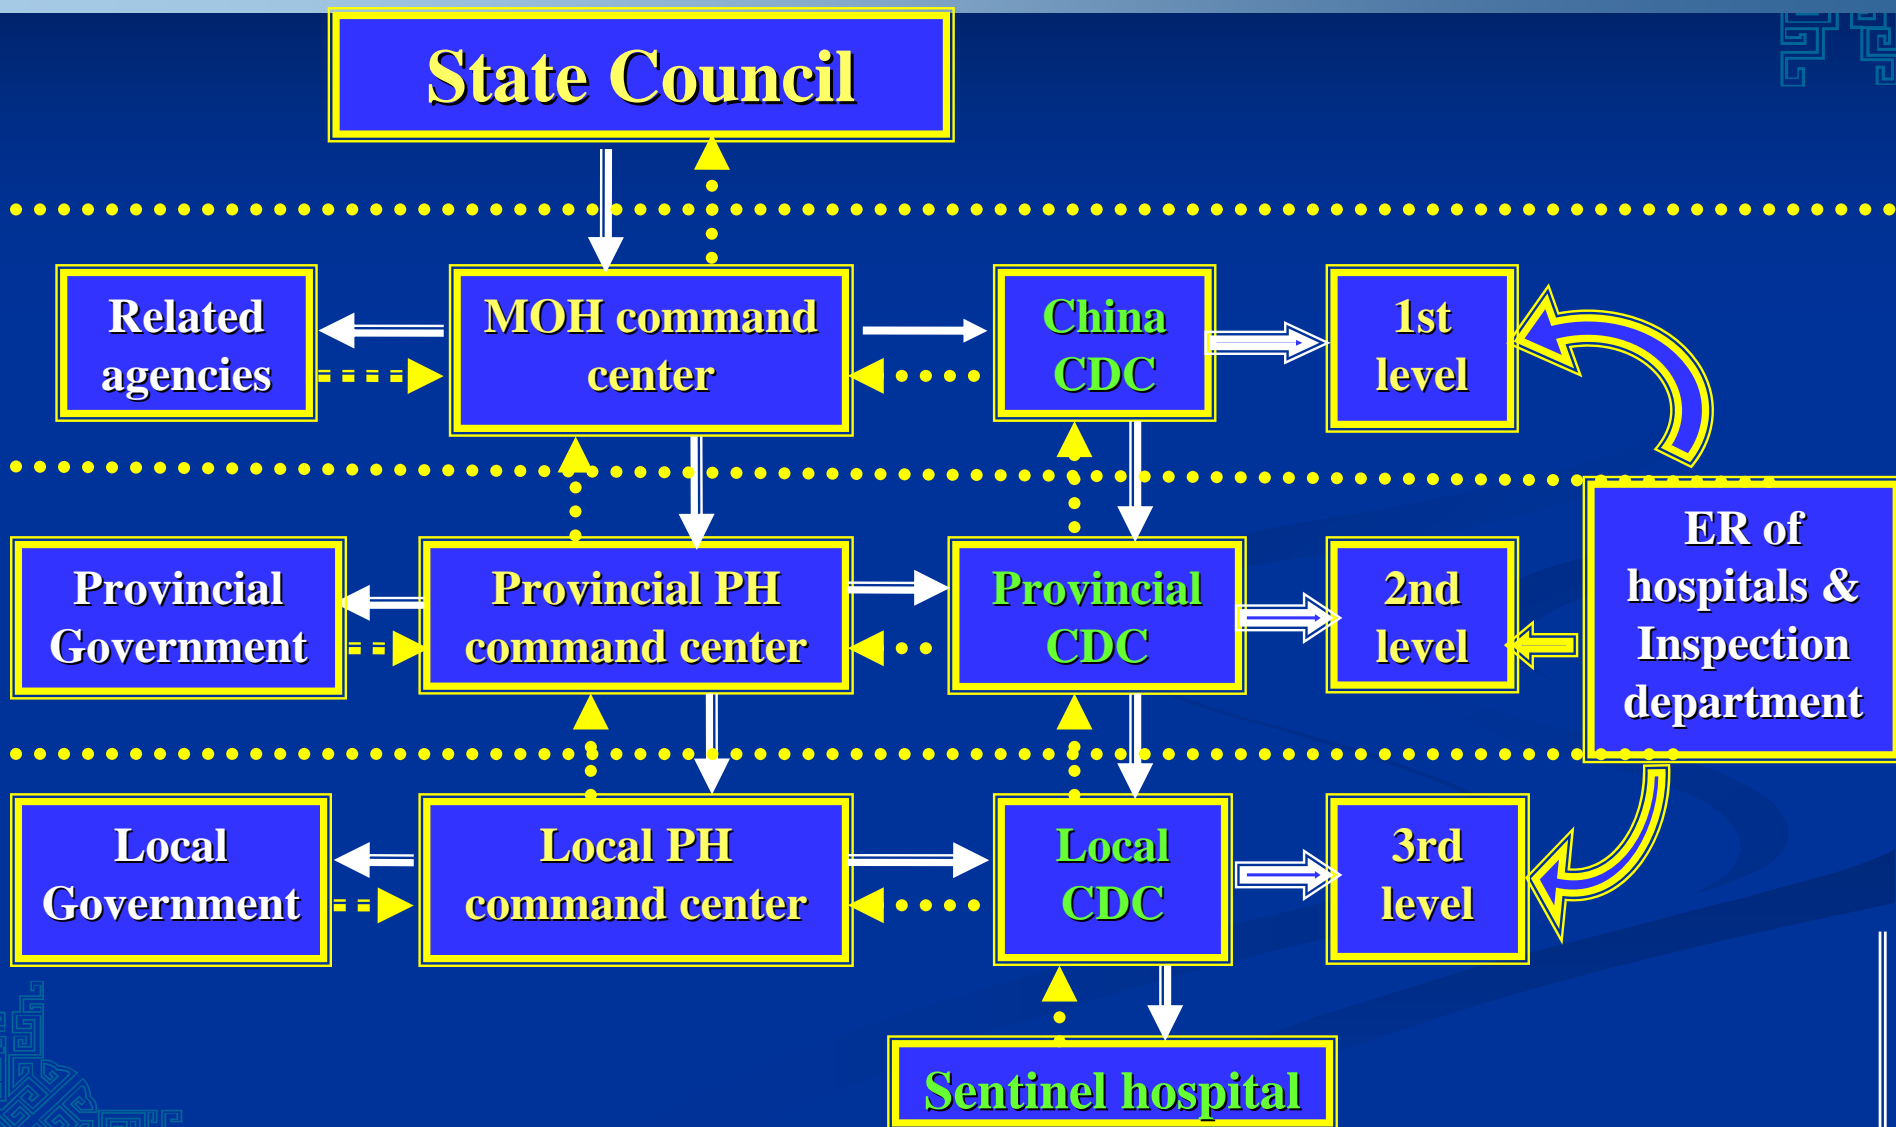 State Council
Related
agencies
MOH command
center
China
CDC
1st
level
Provincial
Government
Provincial PH
command center
Provincial
CDC
2nd
level
ER of
hospitals &
Inspection
department
Local
Government
Local PH
command center
Local
CDC
3rd
level
Sentinel hospital